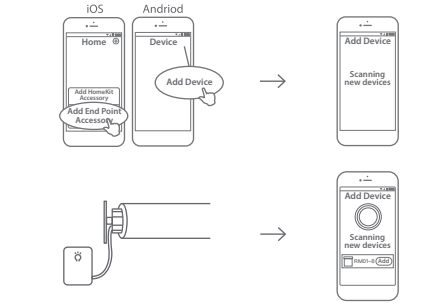 iOS
Andriod
Home
Add HomeKit
Accessory
Add End Point
Accessory
Device
Add Device
Add Device
Scanning
new devices
Add Device
Scanning
new devices
RM01–B Add